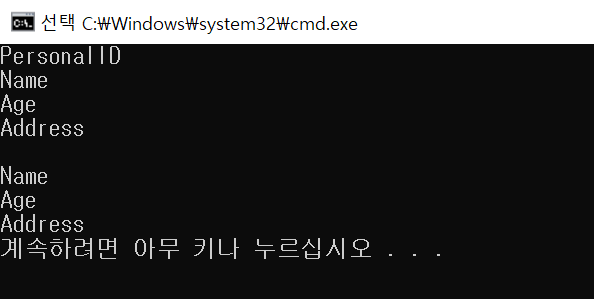 선택 C:₩Windows₩system32₩cmd.exe
PersonalID
Name
Age
Address
Name
Age
Address
계속하려면 아무 키나 누르십시오 . . .